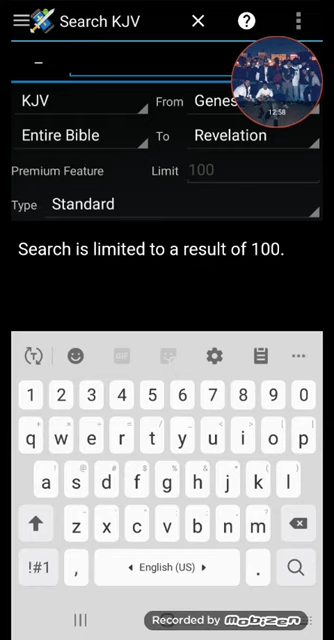 Search KJV
KJV From Genes
Entire Bible To Revelation
12:58
Premium Feature Limit 100
Type Standard
Search is limited to a result of 100.
1 2 3 4 5 6 7 8 9 0
q w e r t y u i o p
a s d f g h j k l
z x c v b n m
!#1 , English (US) .
Recorded by mobizen